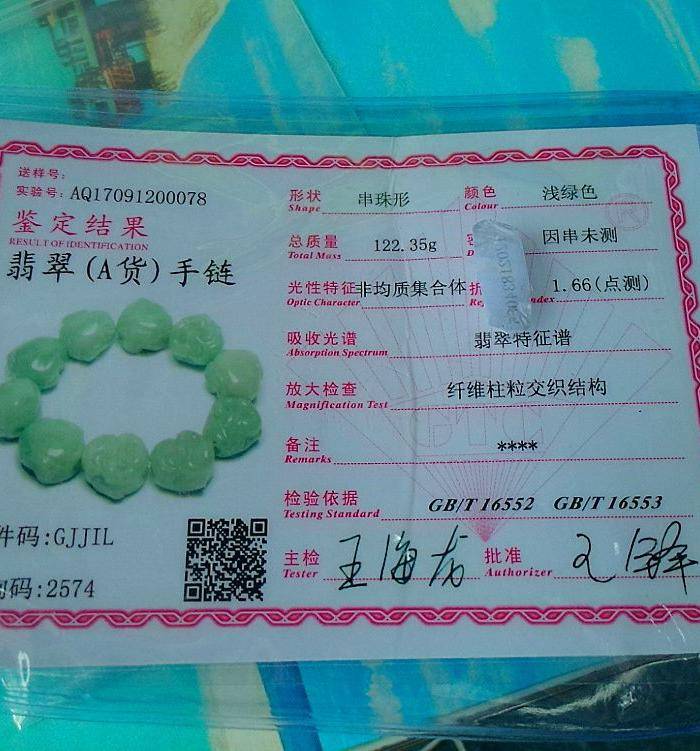 送样号:
实验号: AQ17091200078
鉴定结果
RESULT OF IDENTIFICATION
翡翠(A货)手链
件码:GJJIL
码:2574
形状 串珠形 颜色 浅绿色
Shape Colour
总质量 122.35g 因串未测
Total Mass
光性特征 非均质集合体 折 1.66(点测)
Optic Character Index
吸收光谱 翡翠特征谱
Absorption Spectrum
放大检查 纤维柱粒交织结构
Magnification Test
备注 ****
Remarks
检验依据 GB/T 16552 GB/T 16553
Testing Standard
主检 王海 批准
Tester Authorizer